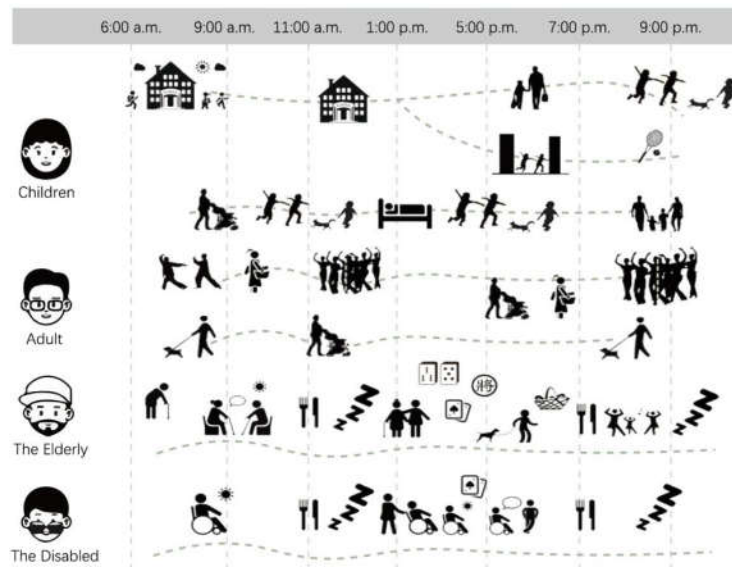 6:00 a.m. 9:00 a.m. 11:00 a.m. 1:00 p.m. 5:00 p.m. 7:00 p.m. 9:00 p.m.
Children
Adult
將
The Elderly
The Disabled